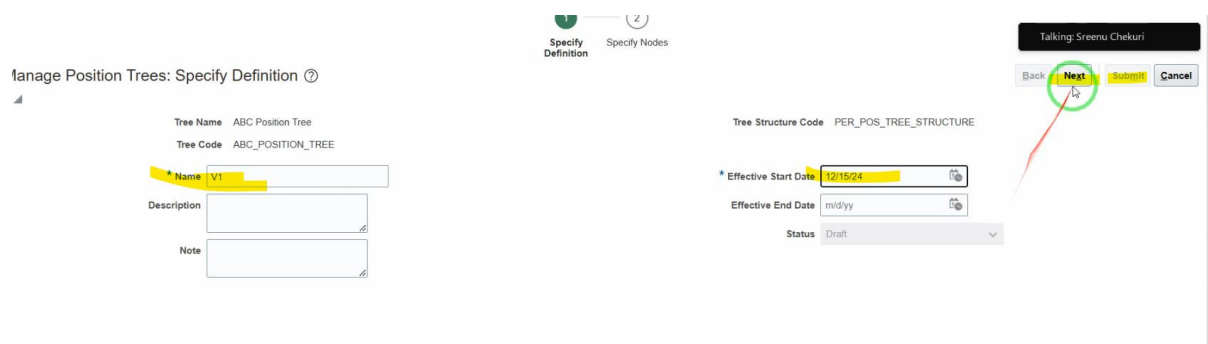 1 2
Specify Definition Specify Nodes
Talking: Sreenu Chekuri
Manage Position Trees: Specify Definition
Back Next Submit Cancel
Tree Name ABC Position Tree
Tree Structure Code PER_POS_TREE_STRUCTURE
Tree Code ABC_POSITION_TREE
* Name V1
* Effective Start Date 12/15/24
Description
Effective End Date m/d/yy
Status Draft
Note